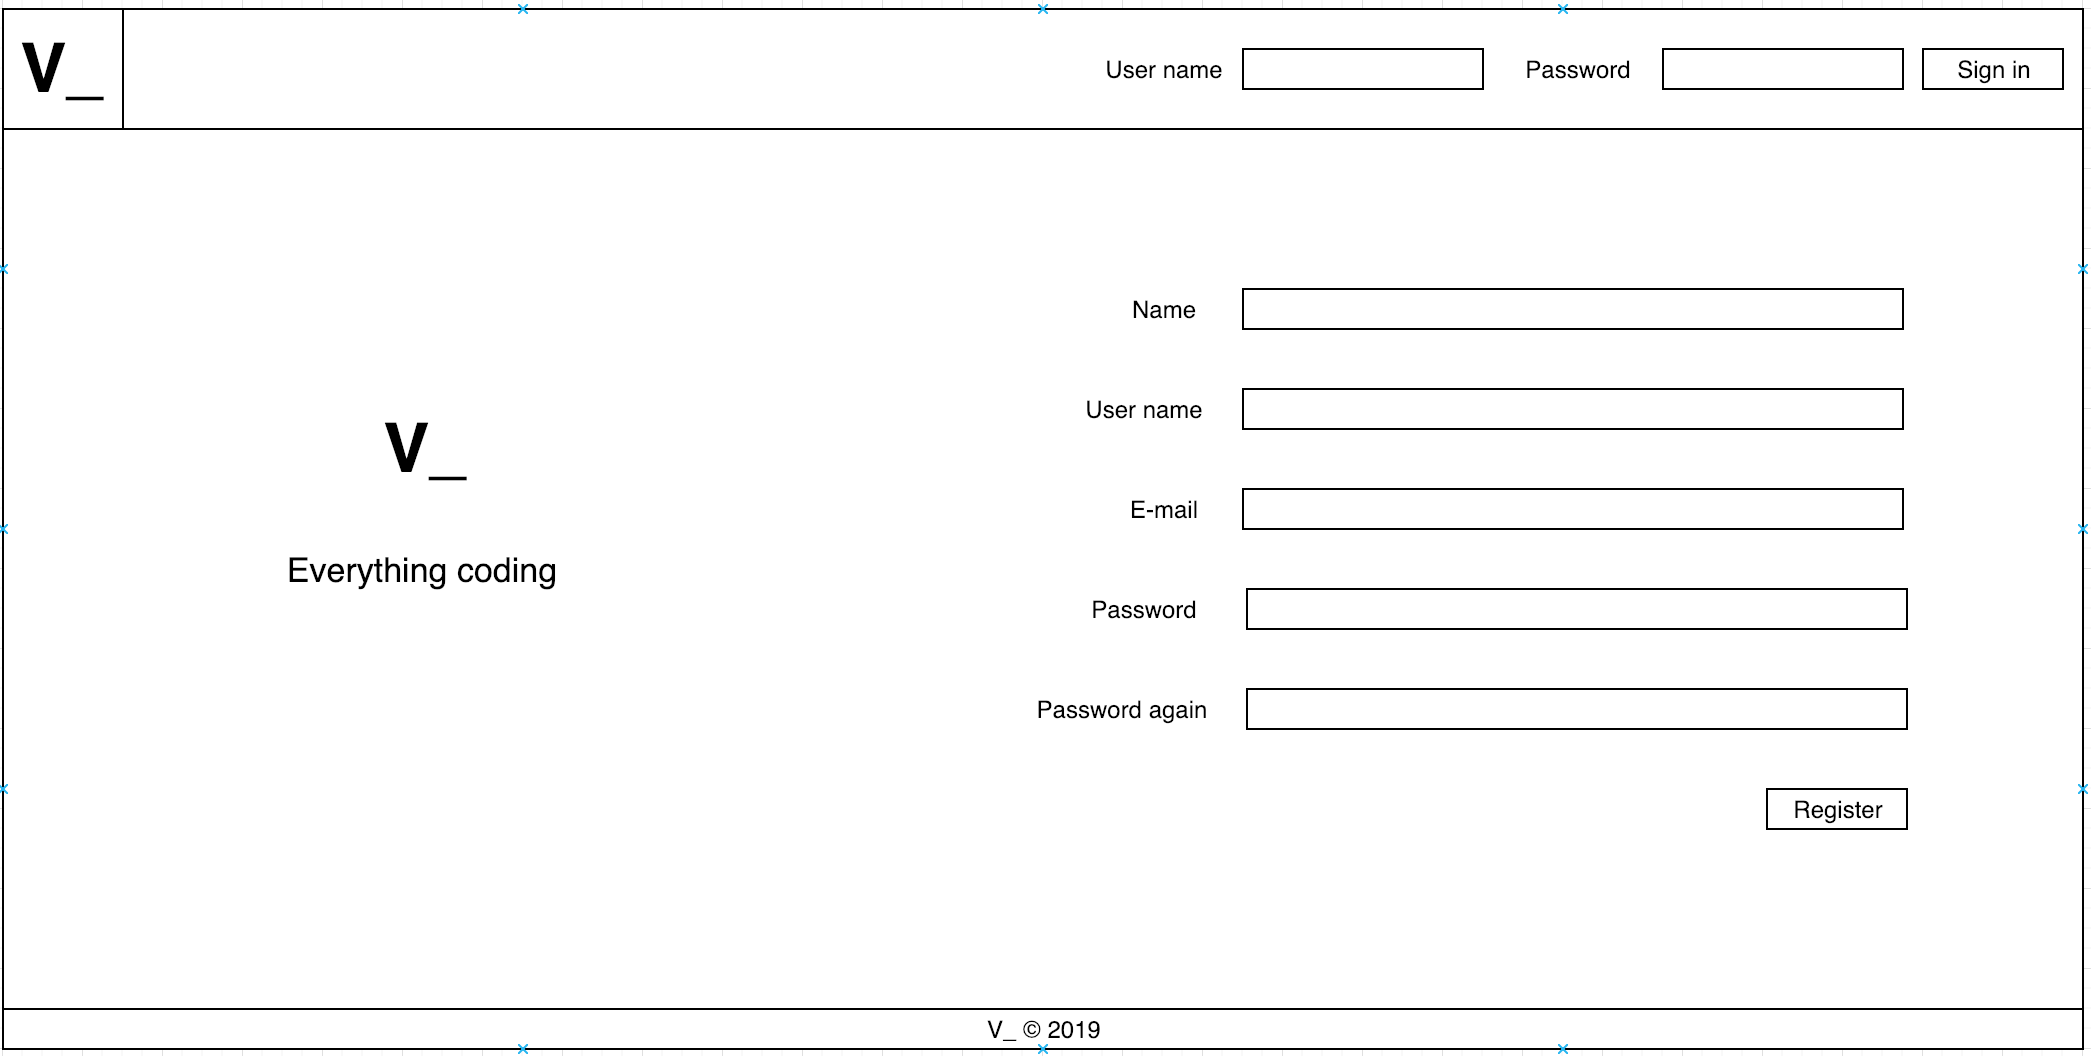 V_
User name
Password
Sign in
Name
User name
V_
E-mail
Everything coding
Password
Password again
Register
V_ © 2019